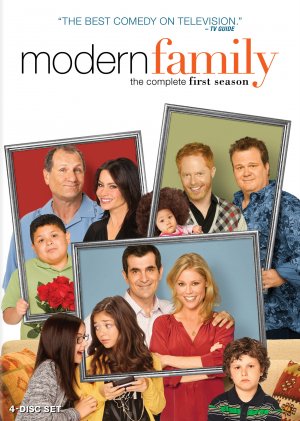 "THE BEST COMEDY ON TELEVISION."
– TV GUIDE
modern family
the complete first season
4-DISC SET